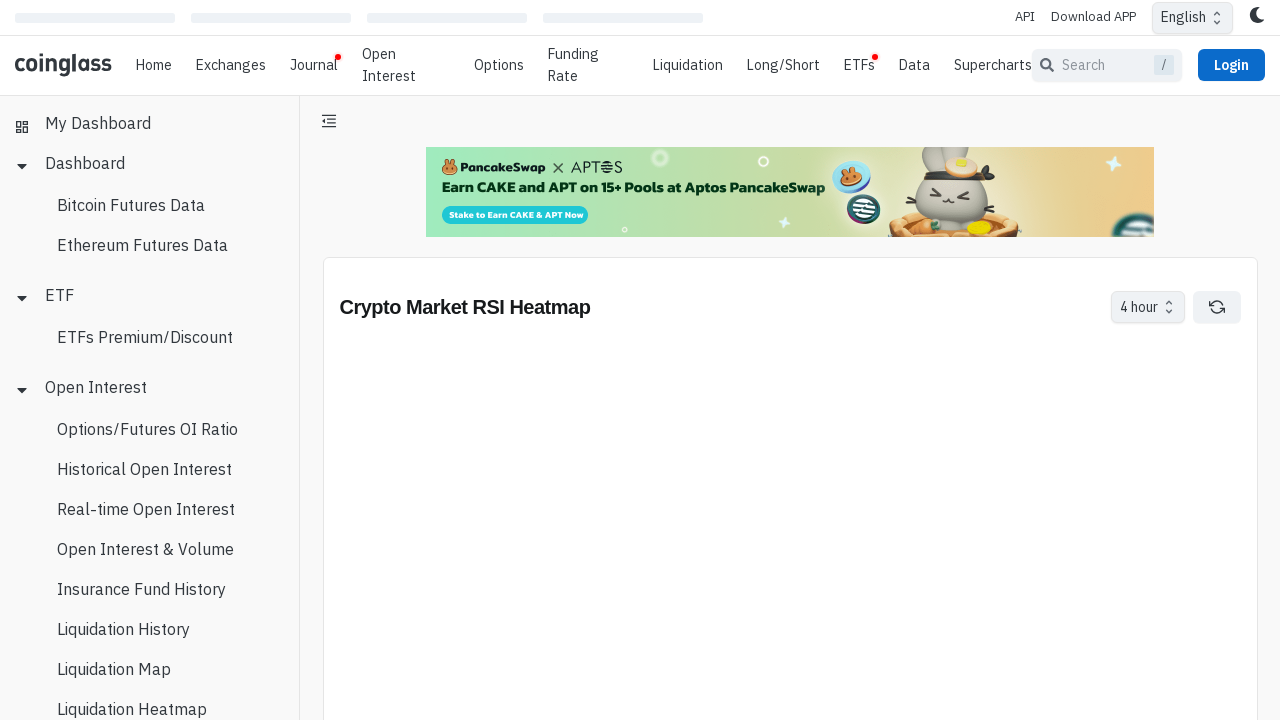 API
Download APP
English
coinglass
Home
Exchanges
Journal
Open
Interest
Options
Funding
Rate
Liquidation
Long/Short
ETFs
Data
Supercharts
Search
/
Login
My Dashboard
Dashboard
Bitcoin Futures Data
Ethereum Futures Data
ETF
ETFs Premium/Discount
Open Interest
Options/Futures OI Ratio
Historical Open Interest
Real-time Open Interest
Open Interest & Volume
Insurance Fund History
Liquidation History
Liquidation Map
Liquidation Heatmap
PancakeSwap × APTOS
Earn CAKE and APT on 15+ Pools at Aptos PancakeSwap
Stake to Earn CAKE & APT Now
Crypto Market RSI Heatmap
4 hour